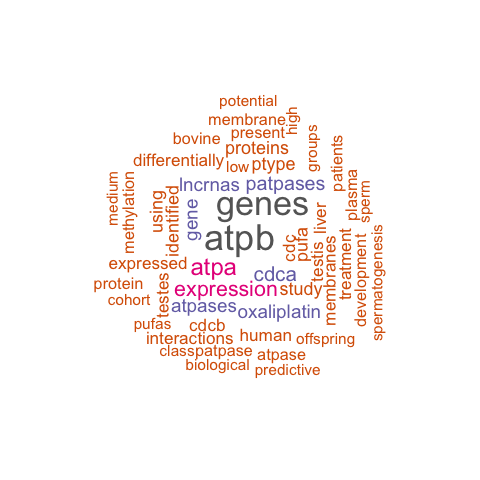 potential
membrane
high
bovine
present
groups
proteins
differentially
low
ptype
patients
medium
methylation
using
identified
lncrnas
patpases
plasma
sperm
gene
genes
liver
atpb
cdc
pufa
testis
membranes
treatment
development
spermatogenesis
expressed
atpa
cdca
protein
testes
expression
study
cohort
atpases
oxaliplatin
pufas
cdcb
interactions
human
offspring
classpatpase
atpase
biological
predictive